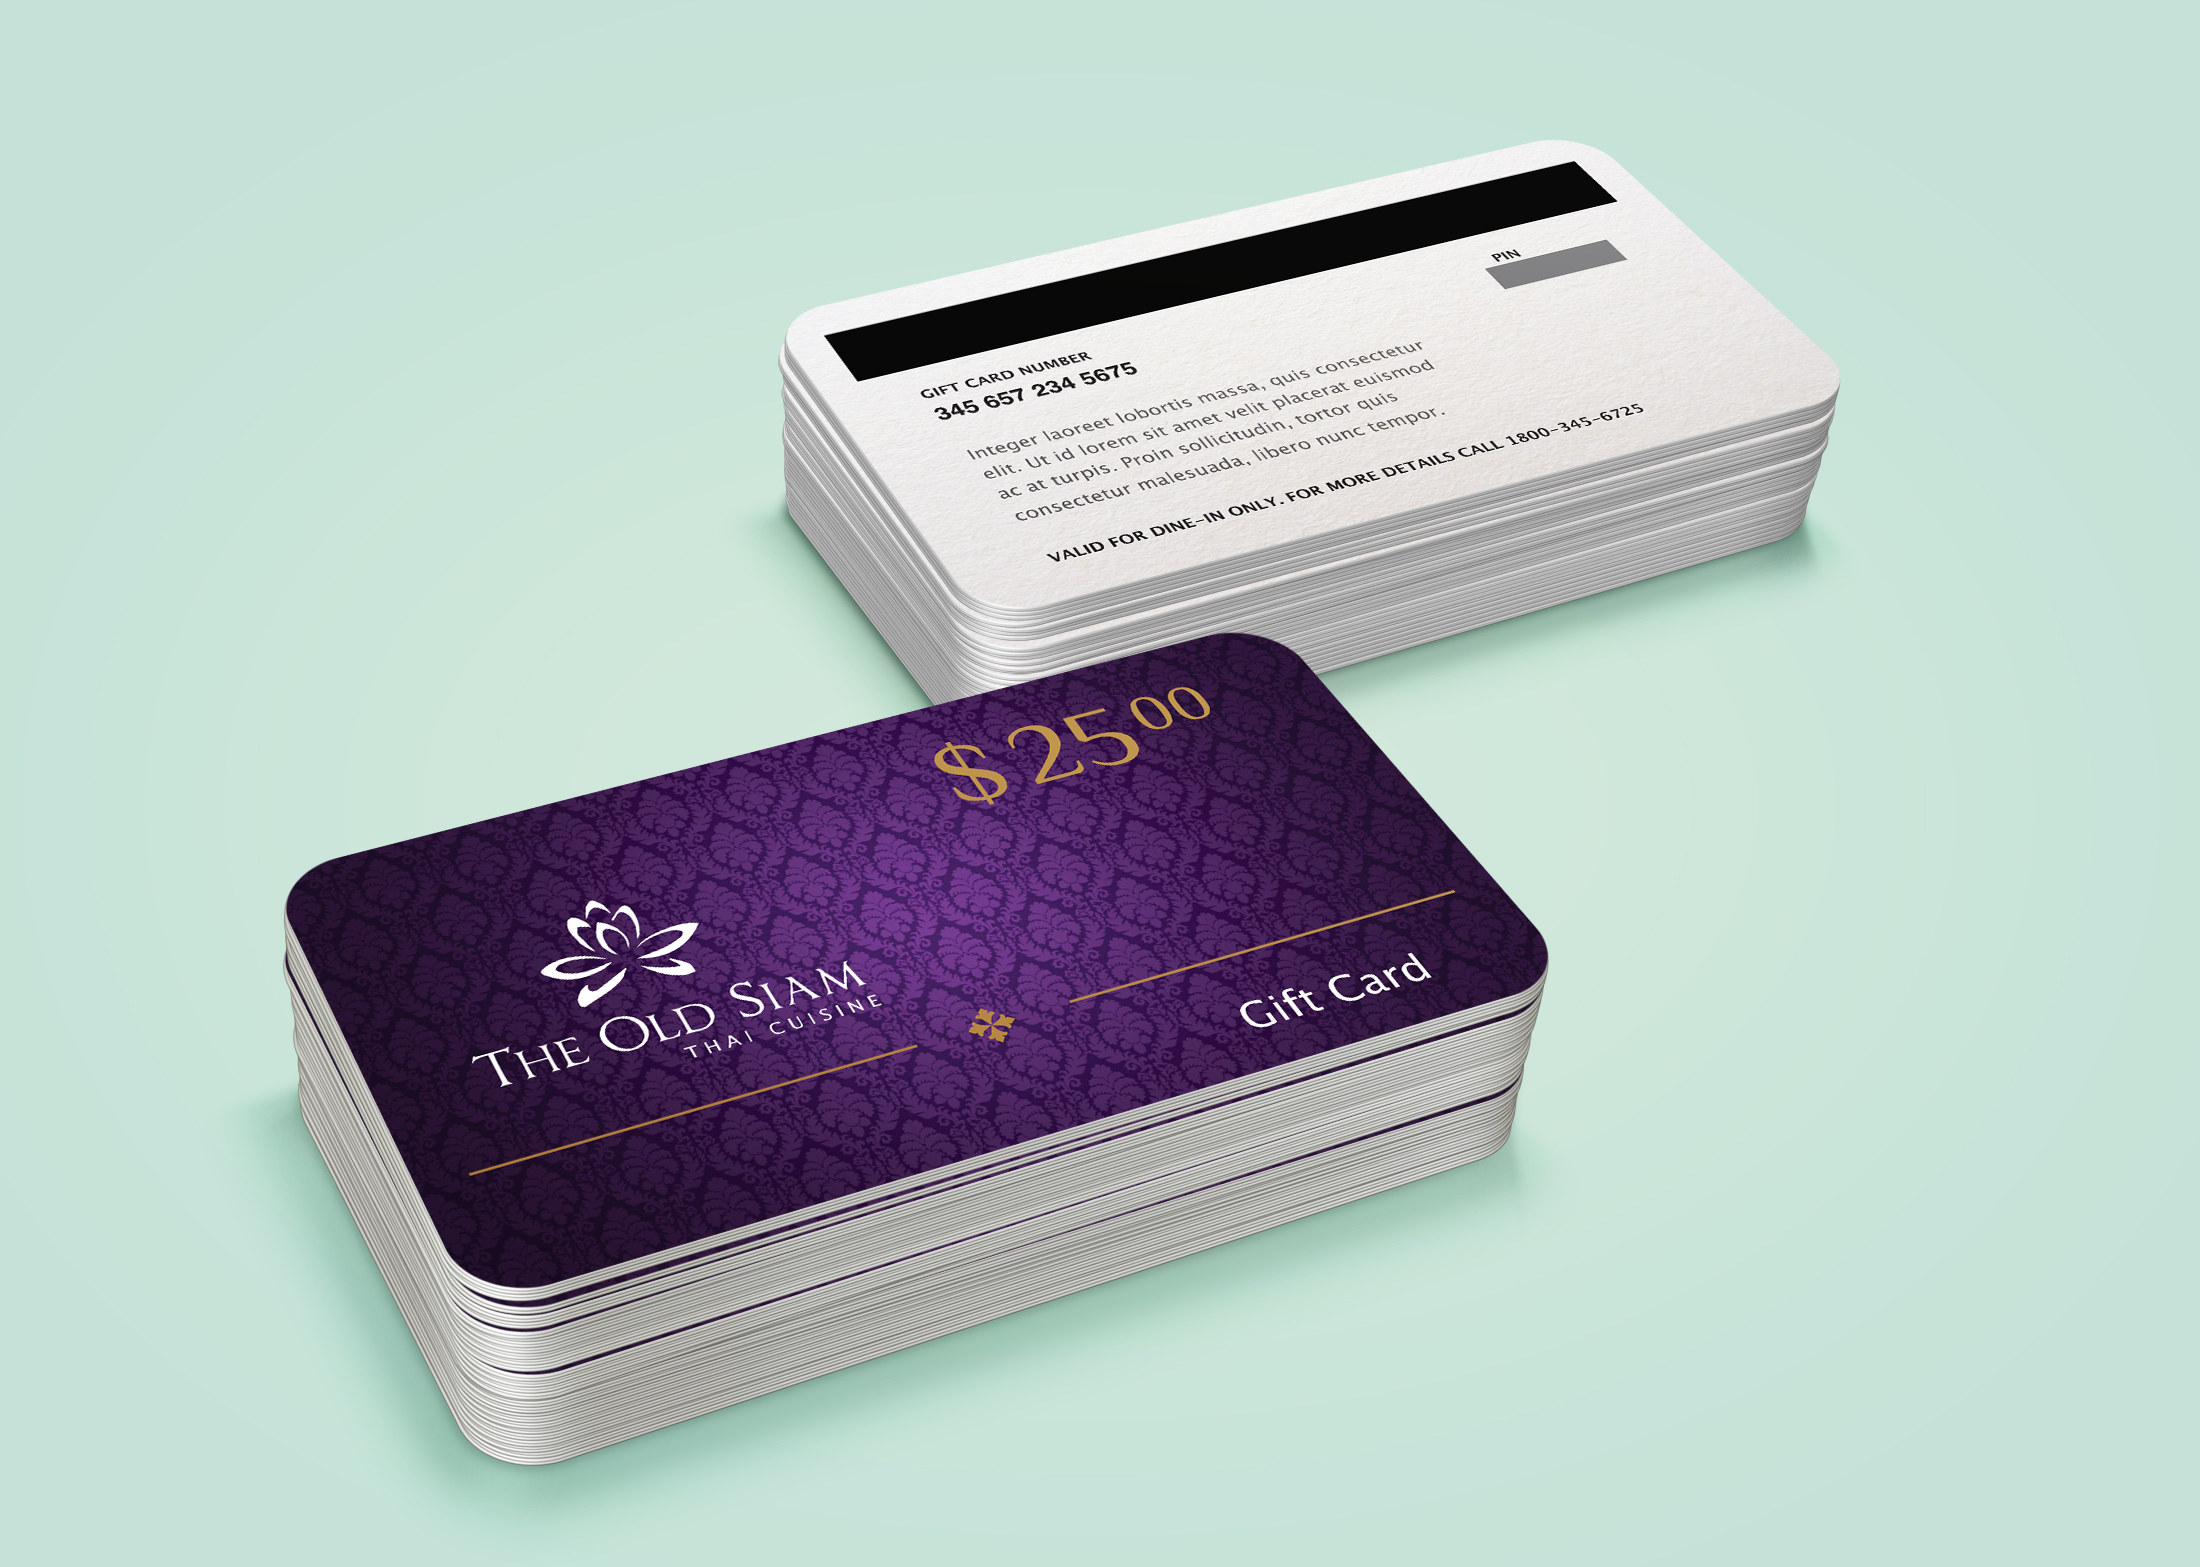 GIFT CARD NUMBER
345 657 234 5675
PIN
Integer laoreet lobortis massa, quis consectetur
elit. Ut id lorem sit amet velit placerat euismod
ac at turpis. Proin sollicitudin, tortor quis
consectetur malesuada, libero nunc tempor.
VALID FOR DINE-IN ONLY. FOR MORE DETAILS CALL 1800-345-6725
$ 25 00
THE OLD SIAM
THAI CUISINE
Gift Card